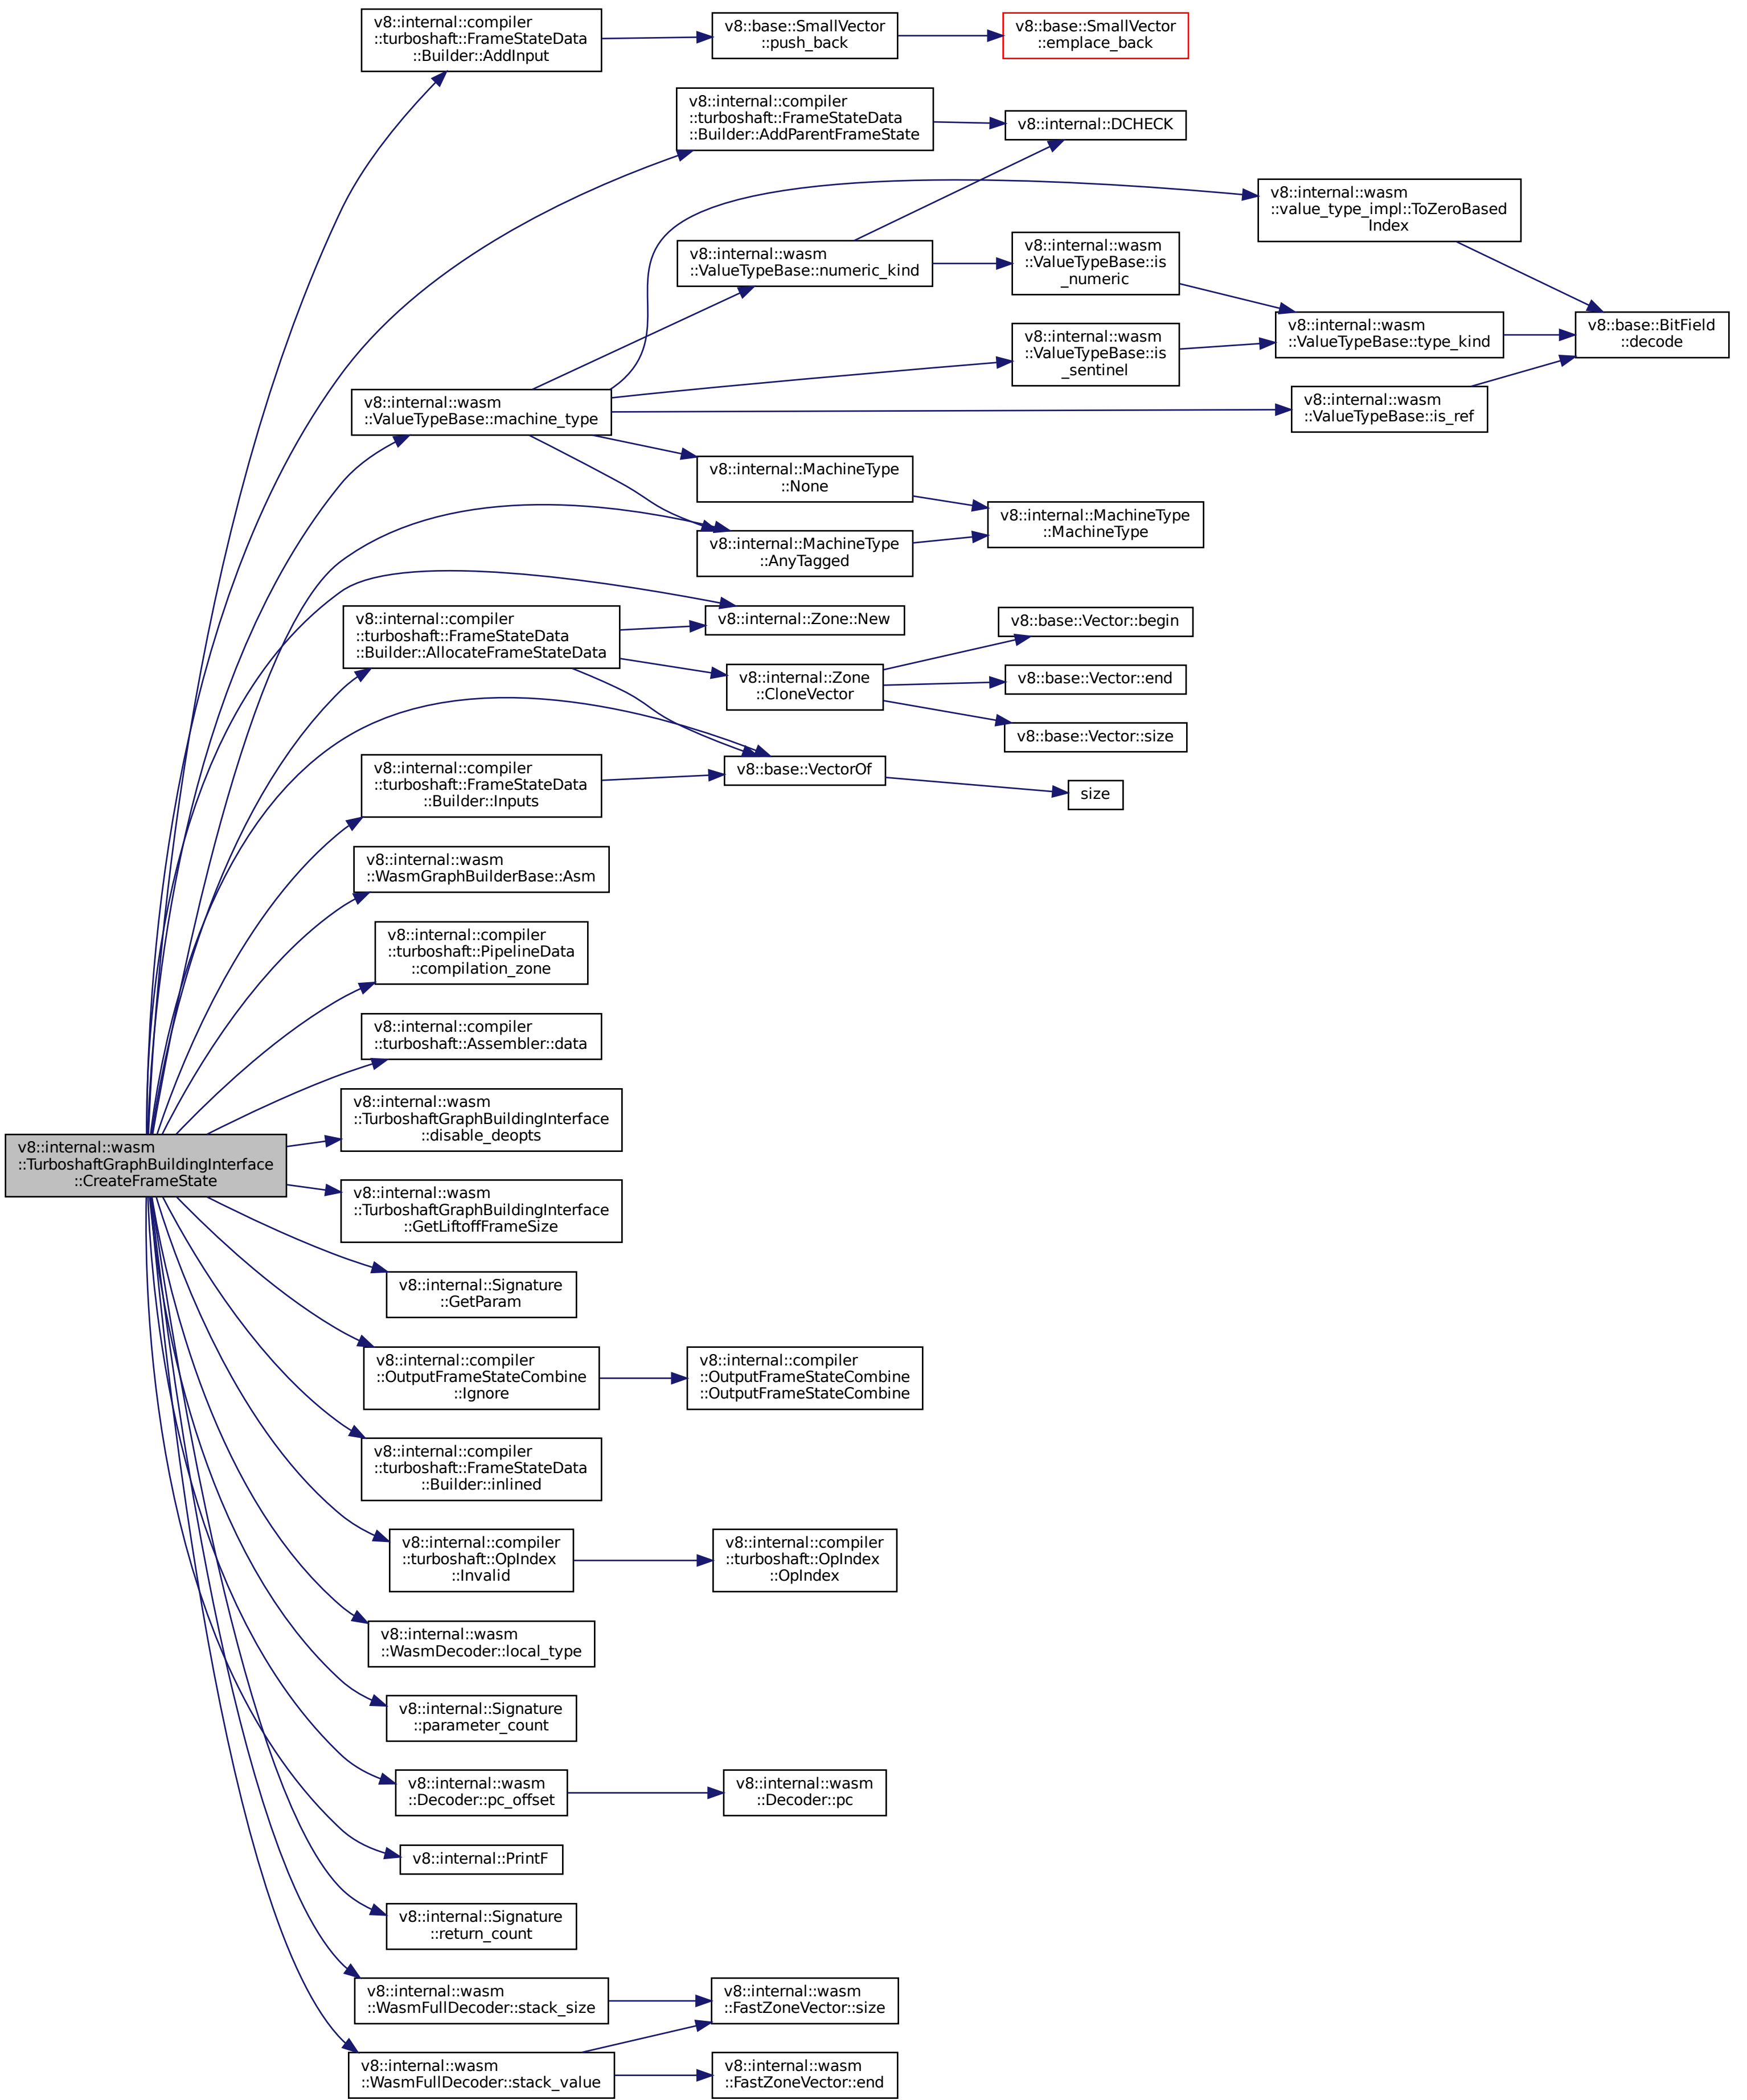 v8::internal::compiler
::turboshaft::FrameStateData
::Builder::AddInput
v8::base::SmallVector
::push_back
v8::base::SmallVector
::emplace_back
v8::internal::compiler
::turboshaft::FrameStateData
::Builder::AddParentFrameState
v8::internal::DCHECK
v8::internal::wasm
::value_type_impl::ToZeroBased
Index
v8::internal::wasm
::ValueTypeBase::numeric_kind
v8::internal::wasm
::ValueTypeBase::is
_numeric
v8::internal::wasm
::ValueTypeBase::type_kind
v8::base::BitField
::decode
v8::internal::wasm
::ValueTypeBase::is
_sentinel
v8::internal::wasm
::ValueTypeBase::machine_type
v8::internal::wasm
::ValueTypeBase::is_ref
v8::internal::MachineType
::None
v8::internal::MachineType
::MachineType
v8::internal::MachineType
::AnyTagged
v8::internal::compiler
::turboshaft::FrameStateData
::Builder::AllocateFrameStateData
v8::internal::Zone::New
v8::base::Vector::begin
v8::internal::Zone
::CloneVector
v8::base::Vector::end
v8::base::Vector::size
v8::internal::compiler
::turboshaft::FrameStateData
::Builder::Inputs
v8::base::VectorOf
size
v8::internal::wasm
::WasmGraphBuilderBase::Asm
v8::internal::compiler
::turboshaft::PipelineData
::compilation_zone
v8::internal::compiler
::turboshaft::Assembler::data
v8::internal::wasm
::TurboshaftGraphBuildingInterface
::disable_deopts
v8::internal::wasm
::TurboshaftGraphBuildingInterface
::CreateFrameState
v8::internal::wasm
::TurboshaftGraphBuildingInterface
::GetLiftoffFrameSize
v8::internal::Signature
::GetParam
v8::internal::compiler
::OutputFrameStateCombine
::Ignore
v8::internal::compiler
::OutputFrameStateCombine
::OutputFrameStateCombine
v8::internal::compiler
::turboshaft::FrameStateData
::Builder::inlined
v8::internal::compiler
::turboshaft::OpIndex
::Invalid
v8::internal::compiler
::turboshaft::OpIndex
::OpIndex
v8::internal::wasm
::WasmDecoder::local_type
v8::internal::Signature
::parameter_count
v8::internal::wasm
::Decoder::pc_offset
v8::internal::wasm
::Decoder::pc
v8::internal::PrintF
v8::internal::Signature
::return_count
v8::internal::wasm
::WasmFullDecoder::stack_size
v8::internal::wasm
::FastZoneVector::size
v8::internal::wasm
::WasmFullDecoder::stack_value
v8::internal::wasm
::FastZoneVector::end